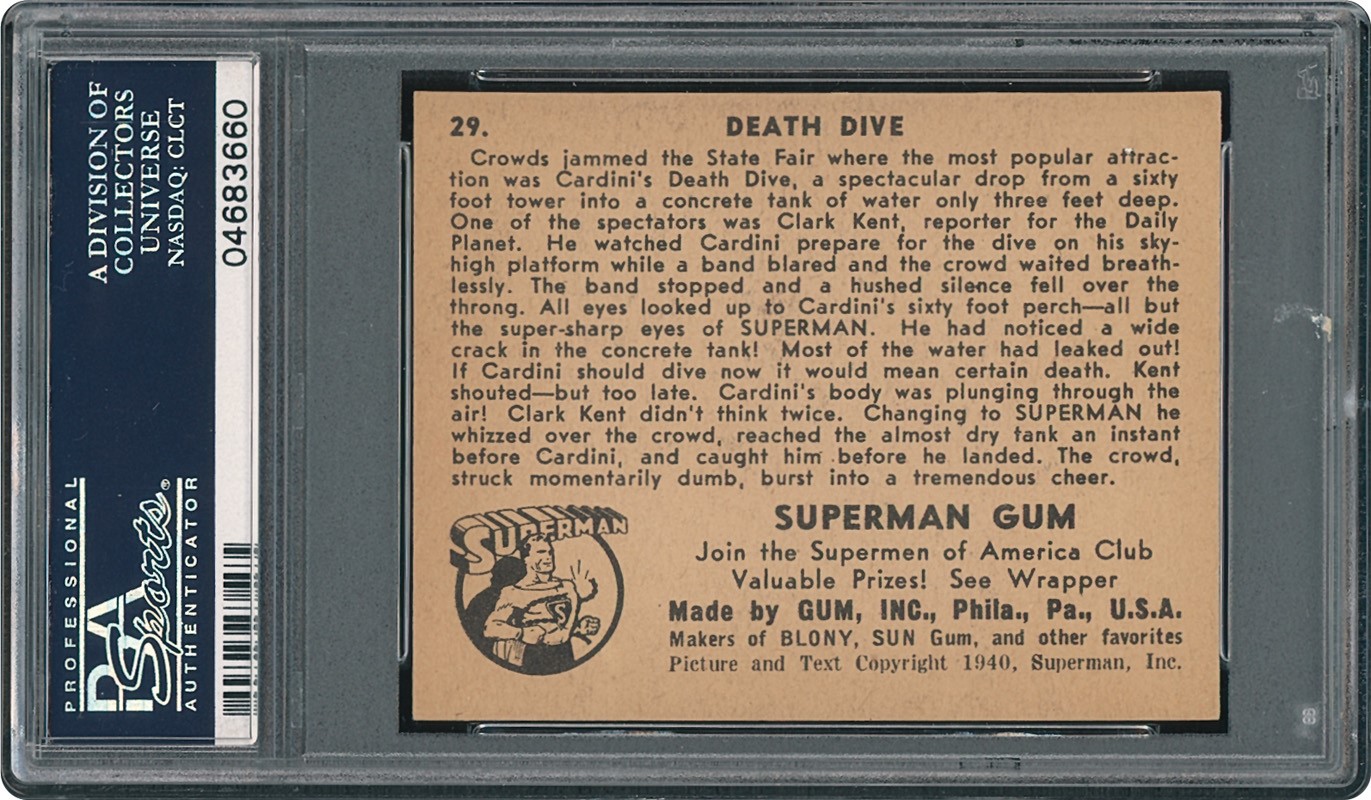 A DIVISION OF
COLLECTORS
UNIVERSE
NASDAQ: CLCT
04683660
PROFESSIONAL
PSA
Sports®
AUTHENTICATOR
29. DEATH DIVE
Crowds jammed the State Fair where the most popular attrac-
tion was Cardini's Death Dive, a spectacular drop from a sixty
foot tower into a concrete tank of water only three feet deep.
One of the spectators was Clark Kent, reporter for the Daily
Planet. He watched Cardini prepare for the dive on his sky-
high platform while a band blared and the crowd waited breath-
lessly. The band stopped and a hushed silence fell over the
throng. All eyes looked up to Cardini's sixty foot perch—all but
the super-sharp eyes of SUPERMAN. He had noticed a wide
crack in the concrete tank! Most of the water had leaked out!
If Cardini should dive now it would mean certain death. Kent
shouted—but too late. Cardini's body was plunging through the
air! Clark Kent didn't think twice. Changing to SUPERMAN he
whizzed over the crowd, reached the almost dry tank an instant
before Cardini, and caught him before he landed. The crowd,
struck momentarily dumb, burst into a tremendous cheer.
SUPERMAN
S
SUPERMAN GUM
Join the Supermen of America Club
Valuable Prizes! See Wrapper
Made by GUM, INC., Phila., Pa., U.S.A.
Makers of BLONY, SUN Gum, and other favorites
Picture and Text Copyright 1940, Superman, Inc.